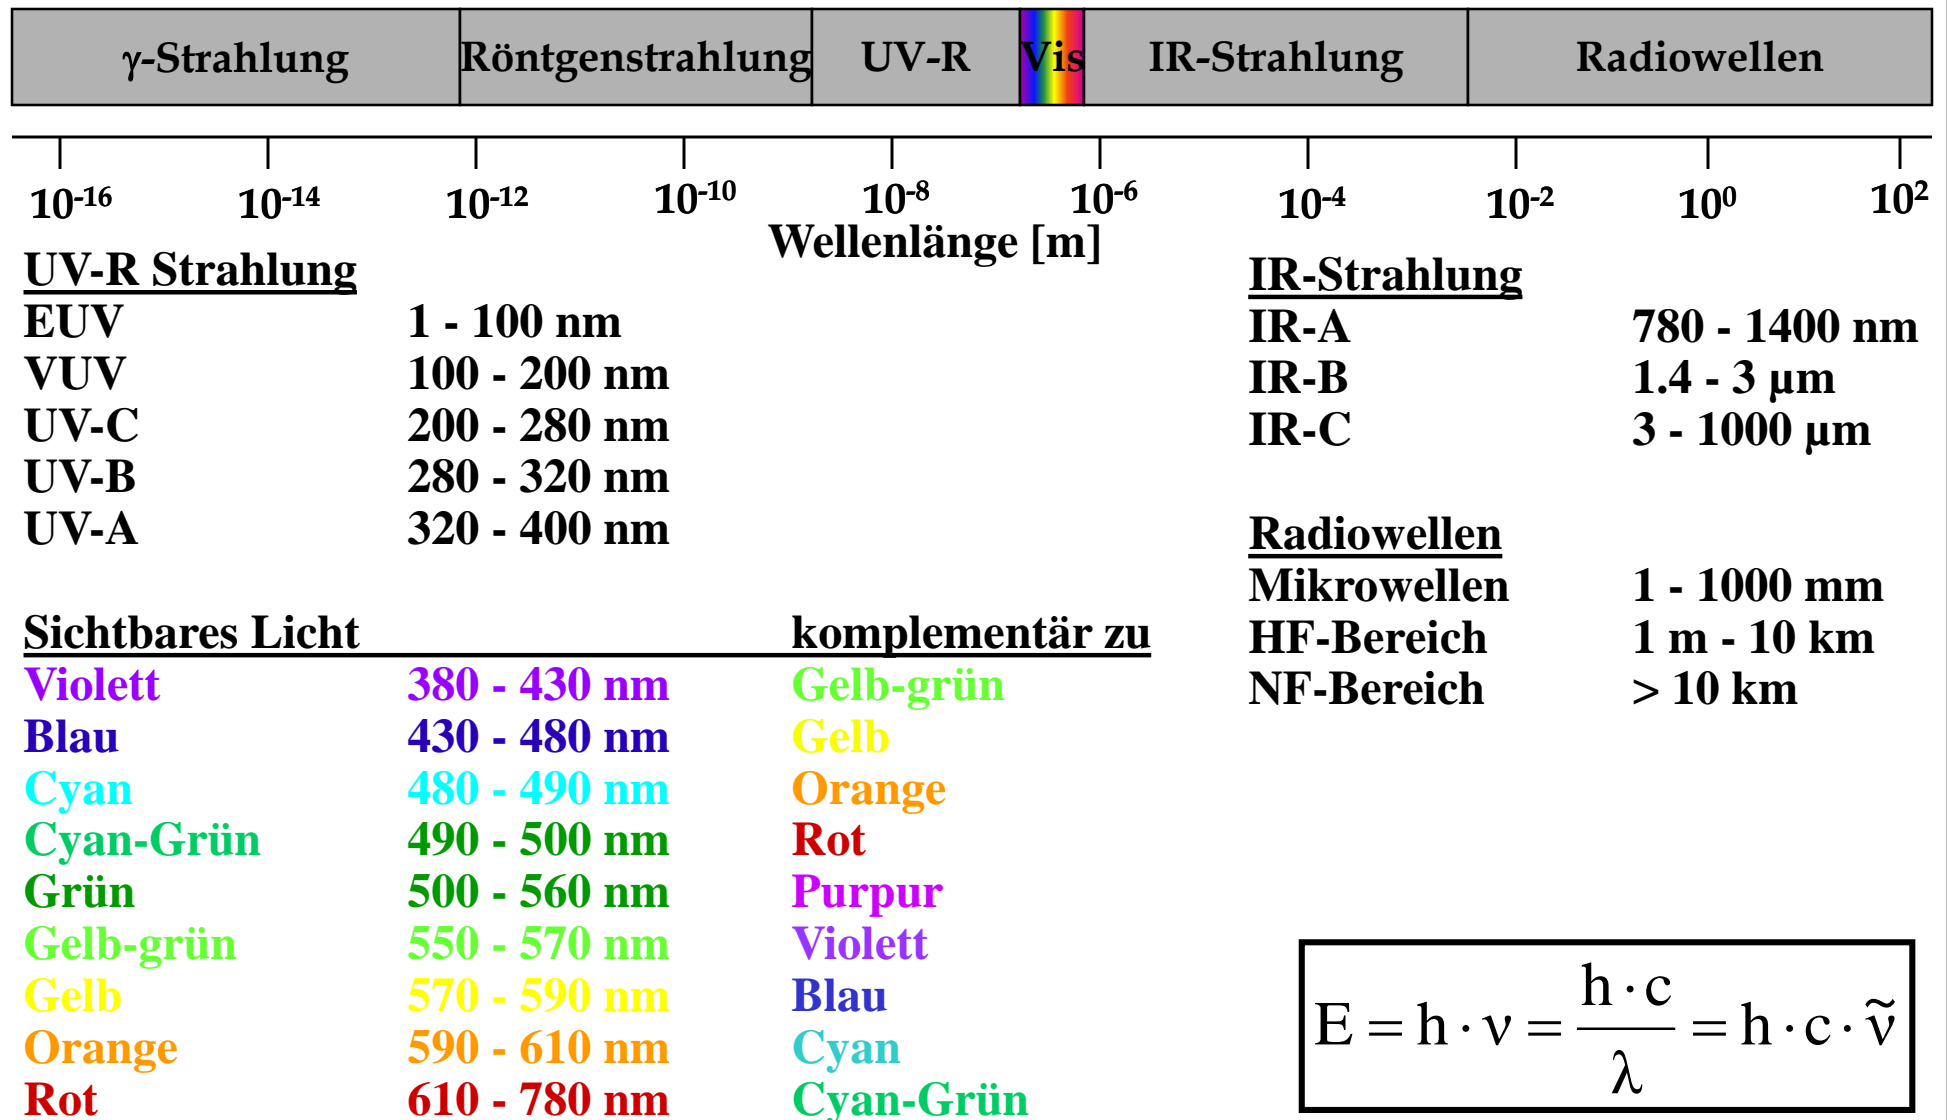 γ-Strahlung Röntgenstrahlung UV-R Vis IR-Strahlung Radiowellen
10⁻¹⁶ 10⁻¹⁴ 10⁻¹² 10⁻¹⁰ 10⁻⁸ 10⁻⁶ 10⁻⁴ 10⁻² 10⁰ 10²
Wellenlänge [m]
UV-R Strahlung
EUV 1 - 100 nm
VUV 100 - 200 nm
UV-C 200 - 280 nm
UV-B 280 - 320 nm
UV-A 320 - 400 nm
Sichtbares Licht komplementär zu
Violett 380 - 430 nm Gelb-grün
Blau 430 - 480 nm Gelb
Cyan 480 - 490 nm Orange
Cyan-Grün 490 - 500 nm Rot
Grün 500 - 560 nm Purpur
Gelb-grün 550 - 570 nm Violett
Gelb 570 - 590 nm Blau
Orange 590 - 610 nm Cyan
Rot 610 - 780 nm Cyan-Grün
IR-Strahlung
IR-A 780 - 1400 nm
IR-B 1.4 - 3 µm
IR-C 3 - 1000 µm
Radiowellen
Mikrowellen 1 - 1000 mm
HF-Bereich 1 m - 10 km
NF-Bereich > 10 km
E = h · ν = h · c / λ = h · c · ν̃